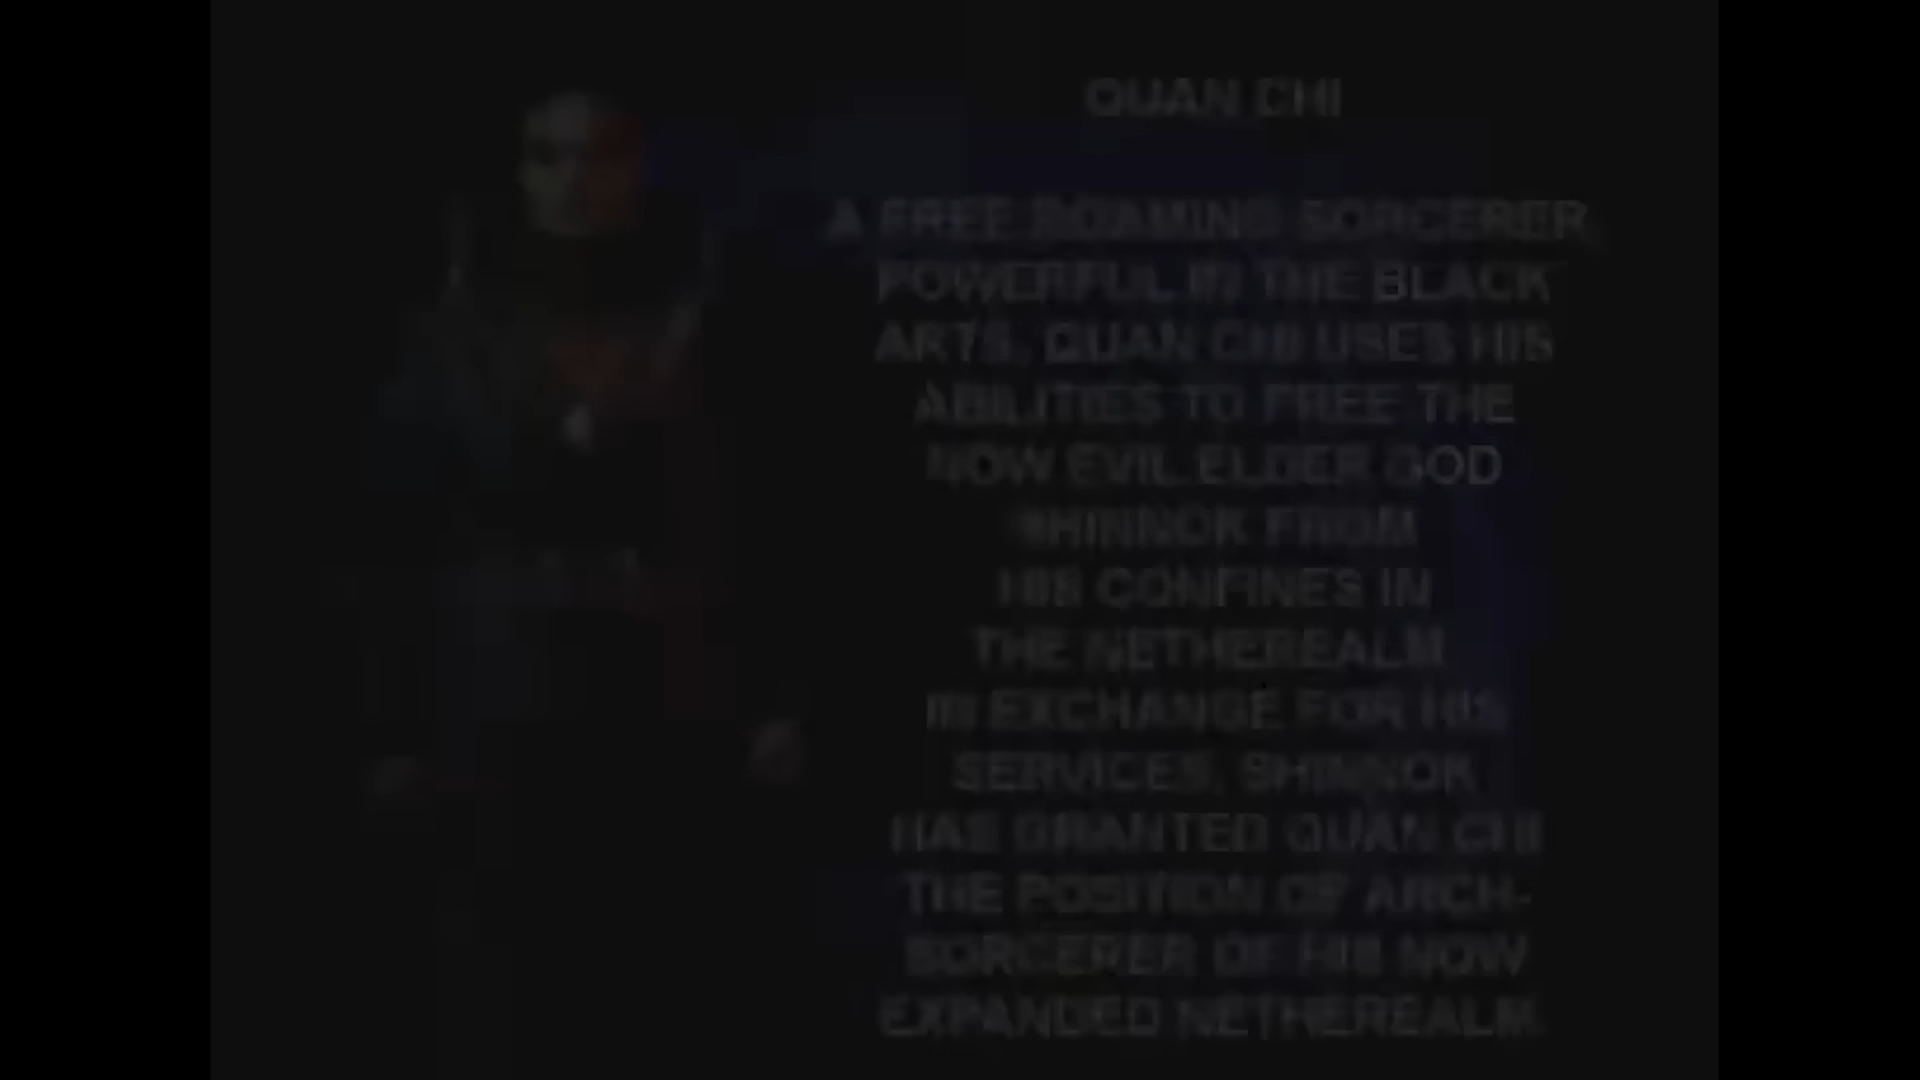 QUAN CHI
A FREE ROAMING SORCERER,
POWERFUL IN THE BLACK
ARTS, QUAN CHI USES HIS
ABILITIES TO FREE THE
NOW EVIL ELDER GOD
SHINNOK FROM
HIS CONFINES IN
THE NETHEREALM
IN EXCHANGE FOR HIS
SERVICES, SHINNOK
HAS GRANTED QUAN CHI
THE POSITION OF ARCH-
SORCERER OF HIS NOW
EXPANDED NETHEREALM.